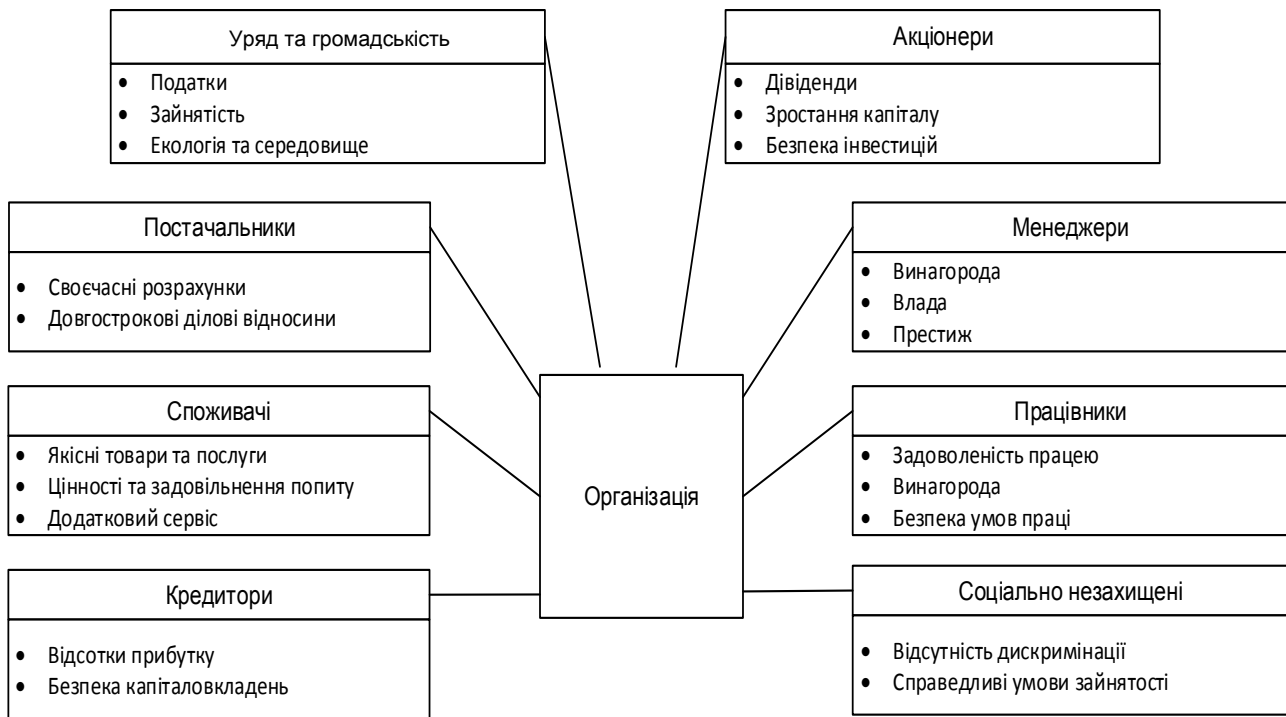 Уряд та громадськість
• Податки
• Зайнятість
• Екологія та середовище
Акціонери
• Дівіденди
• Зростання капіталу
• Безпека інвестицій
Постачальники
• Своєчасні розрахунки
• Довгострокові ділові відносини
Менеджери
• Винагорода
• Влада
• Престиж
Споживачі
• Якісні товари та послуги
• Цінності та задовільнення попиту
• Додатковий сервіс
Організація
Працівники
• Задоволеність працею
• Винагорода
• Безпека умов праці
Кредитори
• Відсотки прибутку
• Безпека капіталовкладень
Соціально незахищені
• Відсутність дискримінації
• Справедливі умови зайнятості